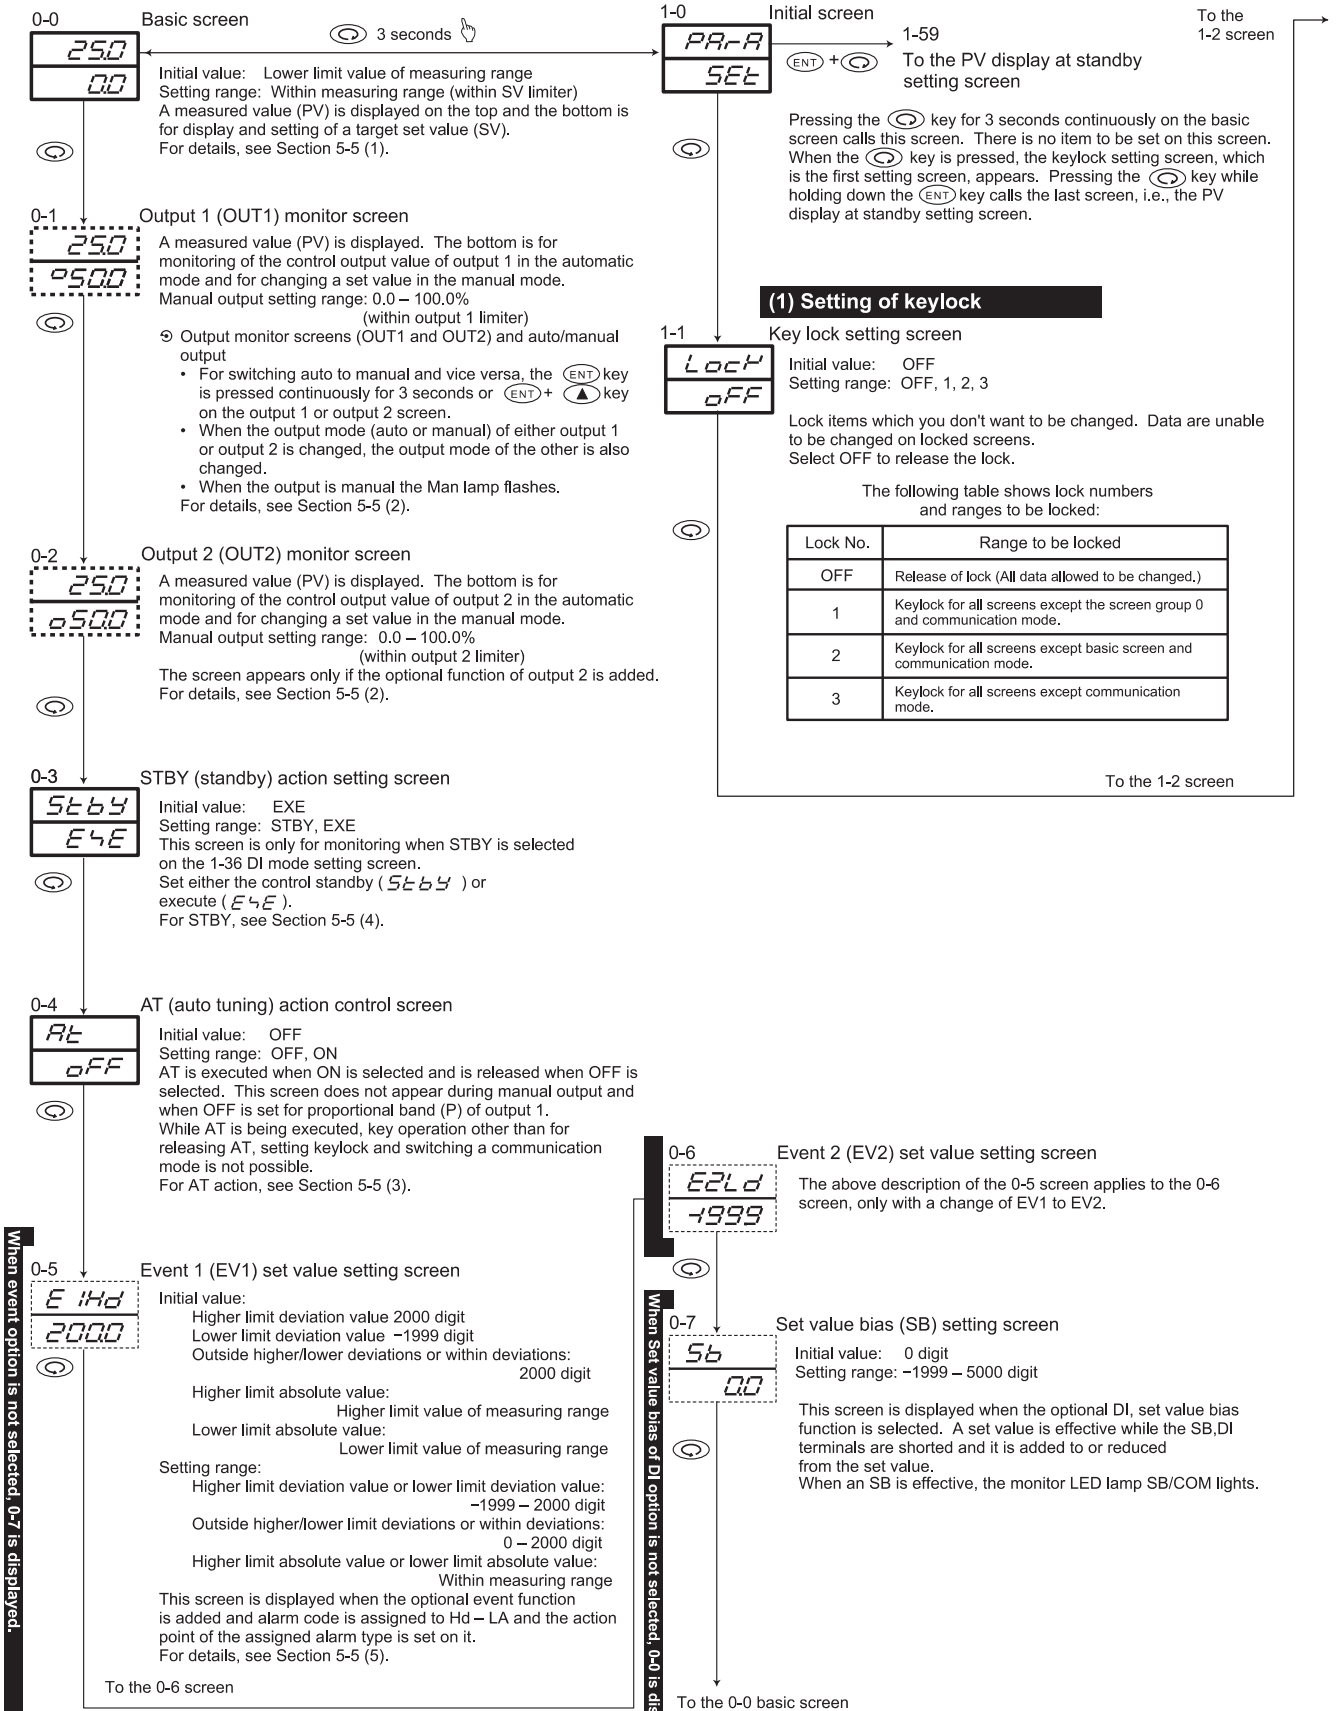 0-0
Basic screen
25.0
0.0
3 seconds
Initial value: Lower limit value of measuring range
Setting range: Within measuring range (within SV limiter)
A measured value (PV) is displayed on the top and the bottom is
for display and setting of a target set value (SV).
For details, see Section 5-5 (1).
0-1
Output 1 (OUT1) monitor screen
25.0
o50.0
A measured value (PV) is displayed. The bottom is for
monitoring of the control output value of output 1 in the automatic
mode and for changing a set value in the manual mode.
Manual output setting range: 0.0 – 100.0%
(within output 1 limiter)
Output monitor screens (OUT1 and OUT2) and auto/manual
output
• For switching auto to manual and vice versa, the ENT key
is pressed continuously for 3 seconds or ENT + ▲ key
on the output 1 or output 2 screen.
• When the output mode (auto or manual) of either output 1
or output 2 is changed, the output mode of the other is also
changed.
• When the output is manual the Man lamp flashes.
For details, see Section 5-5 (2).
0-2
Output 2 (OUT2) monitor screen
25.0
o50.0
A measured value (PV) is displayed. The bottom is for
monitoring of the control output value of output 2 in the automatic
mode and for changing a set value in the manual mode.
Manual output setting range: 0.0 – 100.0%
(within output 2 limiter)
The screen appears only if the optional function of output 2 is added.
For details, see Section 5-5 (2).
0-3
STBY (standby) action setting screen
Stby
EXE
Initial value: EXE
Setting range: STBY, EXE
This screen is only for monitoring when STBY is selected
on the 1-36 DI mode setting screen.
Set either the control standby ( Stby ) or
execute ( EXE ).
For STBY, see Section 5-5 (4).
0-4
AT (auto tuning) action control screen
At
oFF
Initial value: OFF
Setting range: OFF, ON
AT is executed when ON is selected and is released when OFF is
selected. This screen does not appear during manual output and
when OFF is set for proportional band (P) of output 1.
While AT is being executed, key operation other than for
releasing AT, setting keylock and switching a communication
mode is not possible.
For AT action, see Section 5-5 (3).
When event option is not selected, 0-7 is displayed.
0-5
Event 1 (EV1) set value setting screen
E1Hd
200.0
Initial value:
Higher limit deviation value 2000 digit
Lower limit deviation value −1999 digit
Outside higher/lower deviations or within deviations:
2000 digit
Higher limit absolute value:
Higher limit value of measuring range
Lower limit absolute value:
Lower limit value of measuring range
Setting range:
Higher limit deviation value or lower limit deviation value:
−1999 – 2000 digit
Outside higher/lower limit deviations or within deviations:
0 – 2000 digit
Higher limit absolute value or lower limit absolute value:
Within measuring range
This screen is displayed when the optional event function
is added and alarm code is assigned to Hd – LA and the action
point of the assigned alarm type is set on it.
For details, see Section 5-5 (5).
To the 0-6 screen
1-0
Initial screen
PArA
SEt
ENT +
1-59
To the PV display at standby
setting screen
To the
1-2 screen
Pressing the key for 3 seconds continuously on the basic
screen calls this screen. There is no item to be set on this screen.
When the key is pressed, the keylock setting screen, which
is the first setting screen, appears. Pressing the key while
holding down the ENT key calls the last screen, i.e., the PV
display at standby setting screen.
(1) Setting of keylock
1-1
Key lock setting screen
Lock
oFF
Initial value: OFF
Setting range: OFF, 1, 2, 3
Lock items which you don't want to be changed. Data are unable
to be changed on locked screens.
Select OFF to release the lock.
The following table shows lock numbers
and ranges to be locked:
Lock No. Range to be locked
OFF Release of lock (All data allowed to be changed.)
1 Keylock for all screens except the screen group 0
and communication mode.
2 Keylock for all screens except basic screen and
communication mode.
3 Keylock for all screens except communication
mode.
To the 1-2 screen
0-6
Event 2 (EV2) set value setting screen
E2Ld
-1999
The above description of the 0-5 screen applies to the 0-6
screen, only with a change of EV1 to EV2.
When Set value bias of DI option is not selected, 0-0 is dis
0-7
Set value bias (SB) setting screen
Sb
0.0
Initial value: 0 digit
Setting range: −1999 – 5000 digit
This screen is displayed when the optional DI, set value bias
function is selected. A set value is effective while the SB,DI
terminals are shorted and it is added to or reduced
from the set value.
When an SB is effective, the monitor LED lamp SB/COM lights.
To the 0-0 basic screen